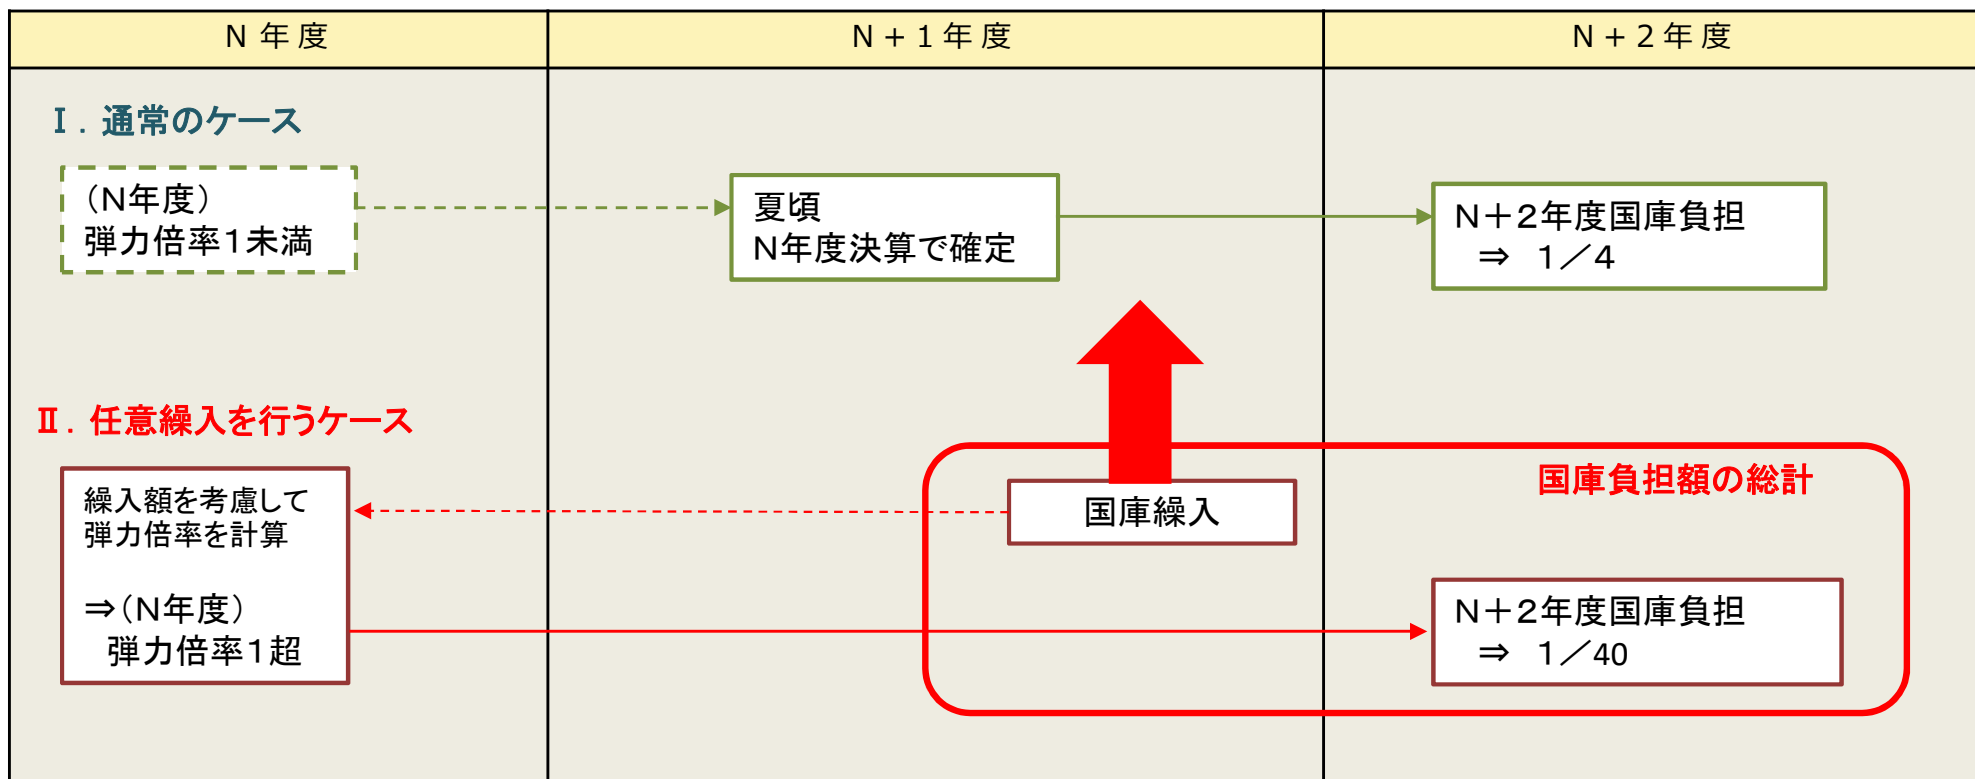 N 年度
N + 1 年度
N + 2 年度
Ⅰ. 通常のケース
(N年度)
弾力倍率1未満
夏頃
N年度決算で確定
N＋2年度国庫負担
⇒ 1／4
Ⅱ. 任意繰入を行うケース
国庫負担額の総計
繰入額を考慮して
弾力倍率を計算
⇒(N年度)
弾力倍率1超
国庫繰入
N＋2年度国庫負担
⇒ 1／40